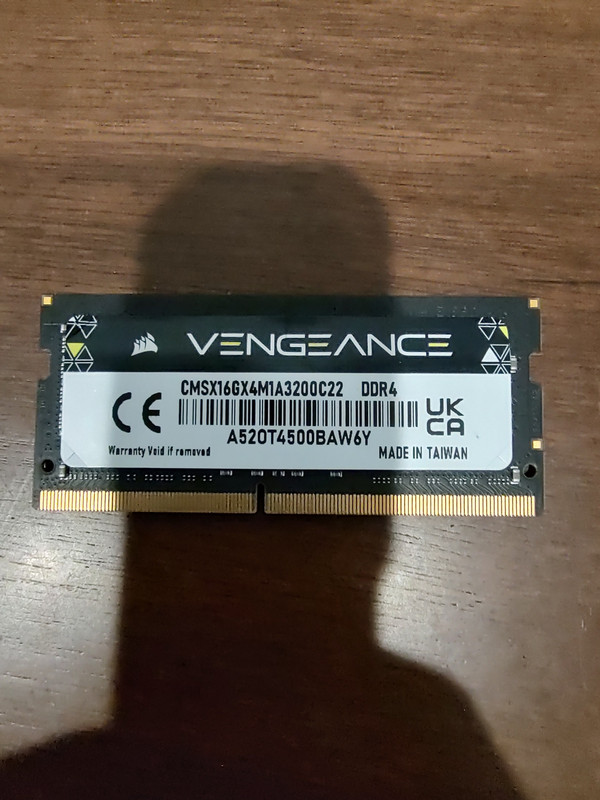 VENGEANCE
CMSX16GX4M1A3200C22 DDR4
CE
UK
CA
A520T4500BAW6Y
Warranty Void if removed
MADE IN TAIWAN